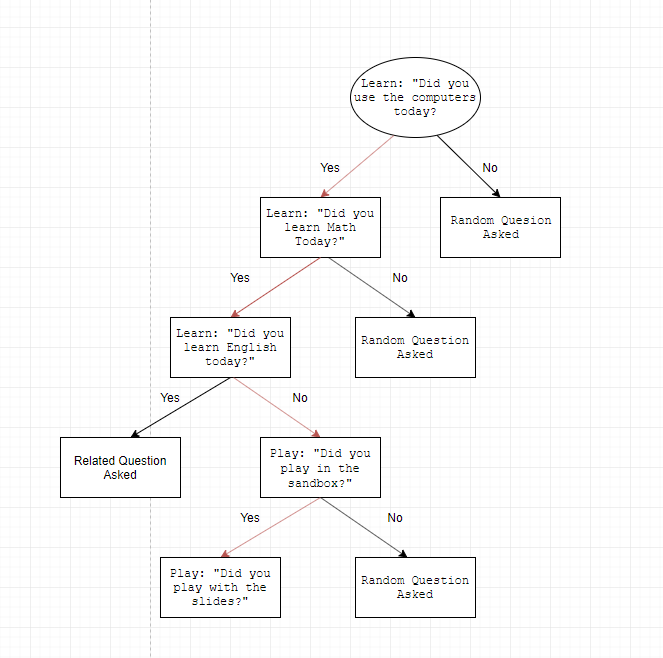 Learn: "Did you
use the computers
today?
Yes
No
Learn: "Did you
learn Math
Today?"
Random Quesion
Asked
Yes
No
Learn: "Did you
learn English
today?"
Random Question
Asked
Yes
No
Related Question
Asked
Play: "Did you
play in the
sandbox?"
Yes
No
Play: "Did you
play with the
slides?"
Random Question
Asked